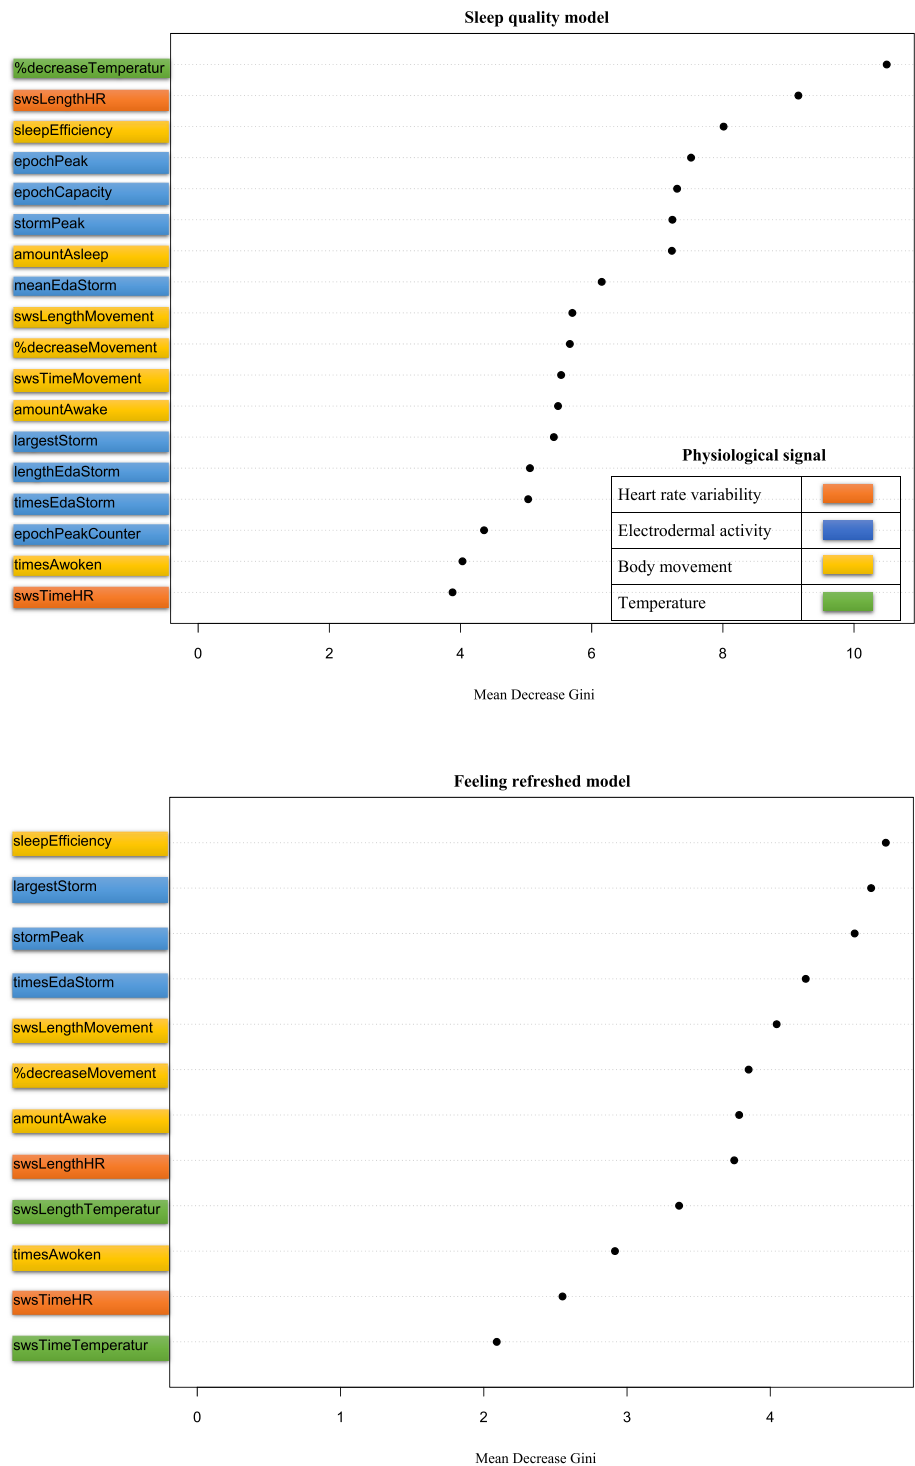 Sleep quality model
%decreaseTemperatur
swsLengthHR
sleepEfficiency
epochPeak
epochCapacity
stormPeak
amountAsleep
meanEdaStorm
swsLengthMovement
%decreaseMovement
swsTimeMovement
amountAwake
largestStorm
lengthEdaStorm
timesEdaStorm
epochPeakCounter
timesAwoken
swsTimeHR
Physiological signal
Heart rate variability
Electrodermal activity
Body movement
Temperature
0 2 4 6 8 10
Mean Decrease Gini
Feeling refreshed model
sleepEfficiency
largestStorm
stormPeak
timesEdaStorm
swsLengthMovement
%decreaseMovement
amountAwake
swsLengthHR
swsLengthTemperatur
timesAwoken
swsTimeHR
swsTimeTemperatur
0 1 2 3 4
Mean Decrease Gini